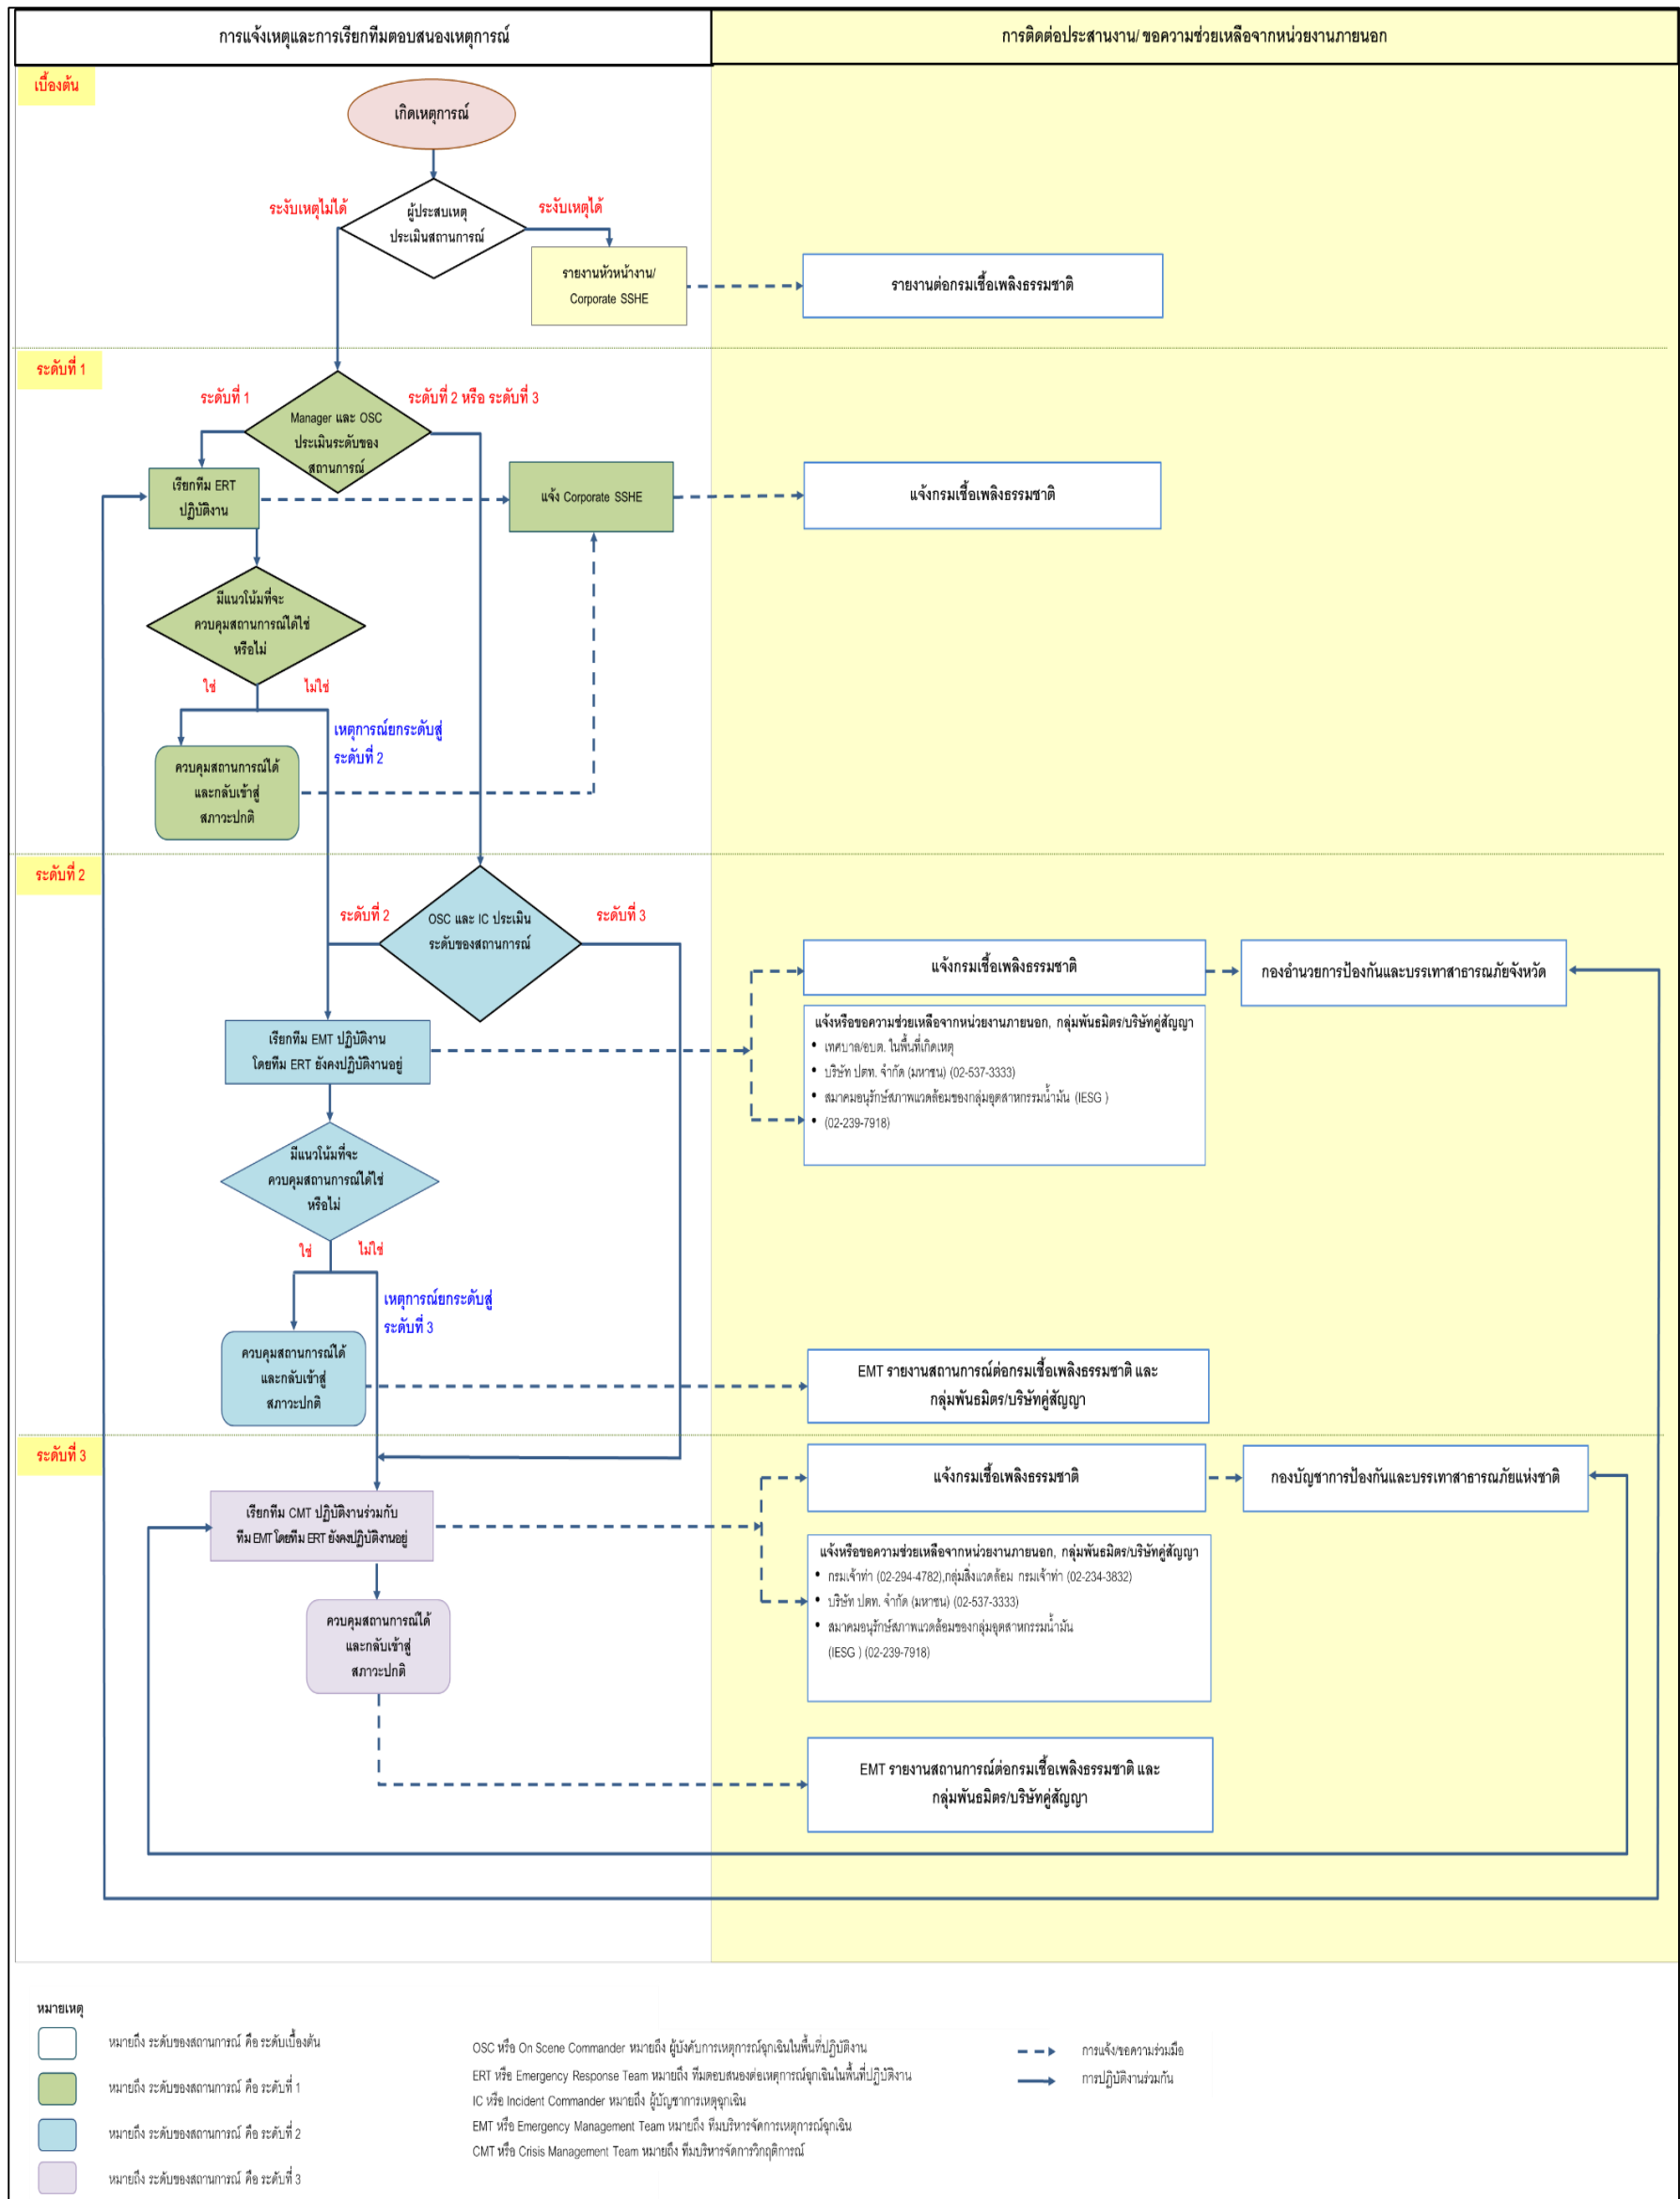 การแจ้งเหตุและการเรียกทีมตอบสนองเหตุการณ์
การติดต่อประสานงาน/ ขอความช่วยเหลือจากหน่วยงานภายนอก
เบื้องต้น
เกิดเหตุการณ์
ระงับเหตุไม่ได้
ผู้ประสบเหตุ
ประเมินสถานการณ์
ระงับเหตุได้
รายงานหัวหน้างาน/
Corporate SSHE
รายงานต่อกรมเชื้อเพลิงธรรมชาติ
ระดับที่ 1
ระดับที่ 1
Manager และ OSC
ประเมินระดับของ
สถานการณ์
ระดับที่ 2 หรือ ระดับที่ 3
เรียกทีม ERT
ปฏิบัติงาน
แจ้ง Corporate SSHE
แจ้งกรมเชื้อเพลิงธรรมชาติ
มีแนวโน้มที่จะ
ควบคุมสถานการณ์ได้ใช่
หรือไม่
ใช่
ไม่ใช่
เหตุการณ์ยกระดับสู่
ระดับที่ 2
ควบคุมสถานการณ์ได้
และกลับเข้าสู่
สภาวะปกติ
ระดับที่ 2
ระดับที่ 2
OSC และ IC ประเมิน
ระดับของสถานการณ์
ระดับที่ 3
แจ้งกรมเชื้อเพลิงธรรมชาติ
กองอำนวยการป้องกันและบรรเทาสาธารณภัยจังหวัด
เรียกทีม EMT ปฏิบัติงาน
โดยทีม ERT ยังคงปฏิบัติงานอยู่
แจ้งหรือขอความช่วยเหลือจากหน่วยงานภายนอก, กลุ่มพันธมิตร/บริษัทคู่สัญญา
• เทศบาล/อบต. ในพื้นที่เกิดเหตุ
• บริษัท ปตท. จำกัด (มหาชน) (02-537-3333)
• สมาคมอนุรักษ์สภาพแวดล้อมของกลุ่มอุตสาหกรรมน้ำมัน (IESG )
• (02-239-7918)
มีแนวโน้มที่จะ
ควบคุมสถานการณ์ได้ใช่
หรือไม่
ใช่
ไม่ใช่
เหตุการณ์ยกระดับสู่
ระดับที่ 3
ควบคุมสถานการณ์ได้
และกลับเข้าสู่
สภาวะปกติ
EMT รายงานสถานการณ์ต่อกรมเชื้อเพลิงธรรมชาติ และ
กลุ่มพันธมิตร/บริษัทคู่สัญญา
ระดับที่ 3
แจ้งกรมเชื้อเพลิงธรรมชาติ
กองบัญชาการป้องกันและบรรเทาสาธารณภัยแห่งชาติ
เรียกทีม CMT ปฏิบัติงานร่วมกับ
ทีม EMT โดยทีม ERT ยังคงปฏิบัติงานอยู่
แจ้งหรือขอความช่วยเหลือจากหน่วยงานภายนอก, กลุ่มพันธมิตร/บริษัทคู่สัญญา
• กรมเจ้าท่า (02-294-4782),กลุ่มสิ่งแวดล้อม กรมเจ้าท่า (02-234-3832)
• บริษัท ปตท. จำกัด (มหาชน) (02-537-3333)
• สมาคมอนุรักษ์สภาพแวดล้อมของกลุ่มอุตสาหกรรมน้ำมัน
(IESG ) (02-239-7918)
ควบคุมสถานการณ์ได้
และกลับเข้าสู่
สภาวะปกติ
EMT รายงานสถานการณ์ต่อกรมเชื้อเพลิงธรรมชาติ และ
กลุ่มพันธมิตร/บริษัทคู่สัญญา
หมายเหตุ
หมายถึง ระดับของสถานการณ์ คือ ระดับเบื้องต้น
หมายถึง ระดับของสถานการณ์ คือ ระดับที่ 1
หมายถึง ระดับของสถานการณ์ คือ ระดับที่ 2
หมายถึง ระดับของสถานการณ์ คือ ระดับที่ 3
OSC หรือ On Scene Commander หมายถึง ผู้บังคับการเหตุการณ์ฉุกเฉินในพื้นที่ปฏิบัติงาน
ERT หรือ Emergency Response Team หมายถึง ทีมตอบสนองต่อเหตุการณ์ฉุกเฉินในพื้นที่ปฏิบัติงาน
IC หรือ Incident Commander หมายถึง ผู้บัญชาการเหตุฉุกเฉิน
EMT หรือ Emergency Management Team หมายถึง ทีมบริหารจัดการเหตุการณ์ฉุกเฉิน
CMT หรือ Crisis Management Team หมายถึง ทีมบริหารจัดการวิกฤติการณ์
การแจ้ง/ขอความร่วมมือ
การปฏิบัติงานร่วมกัน